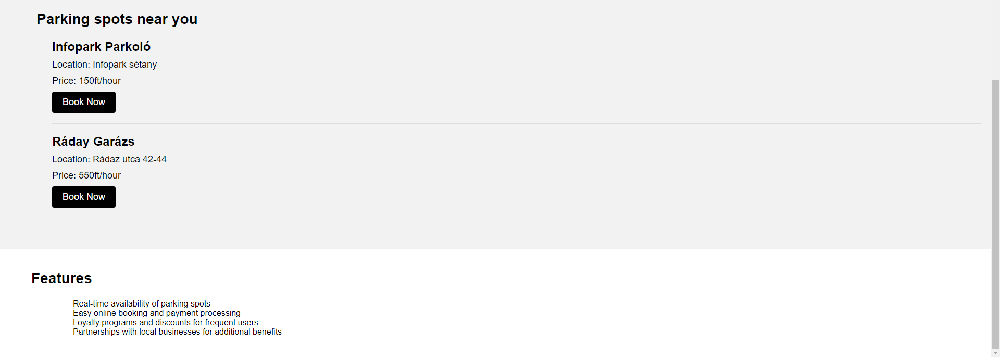 Parking spots near you
Infopark Parkoló
Location: Infopark sétany
Price: 150ft/hour
Book Now
Ráday Garázs
Location: Rádaz utca 42-44
Price: 550ft/hour
Book Now
Features
Real-time availability of parking spots
Easy online booking and payment processing
Loyalty programs and discounts for frequent users
Partnerships with local businesses for additional benefits